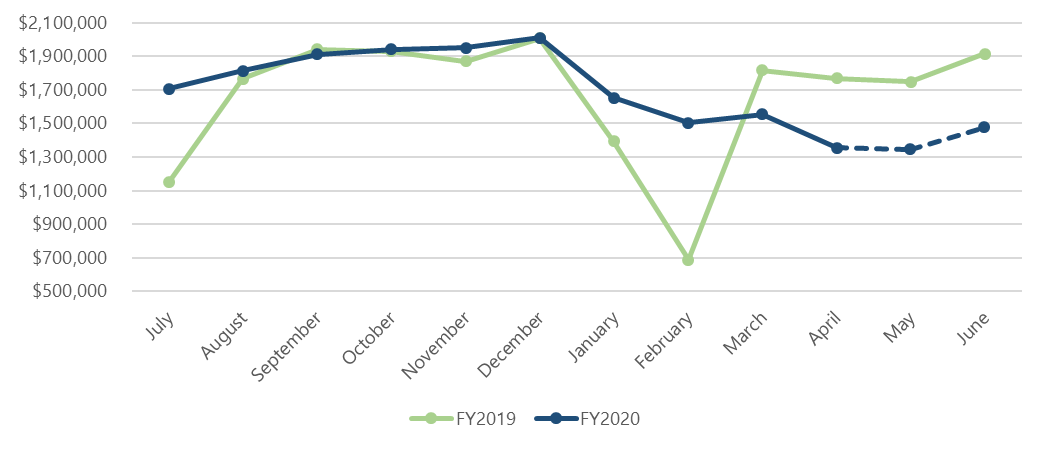 $2,100,000
$1,900,000
$1,700,000
$1,500,000
$1,300,000
$1,100,000
$900,000
$700,000
$500,000
July
August
September
October
November
December
January
February
March
April
May
June
FY2019 FY2020